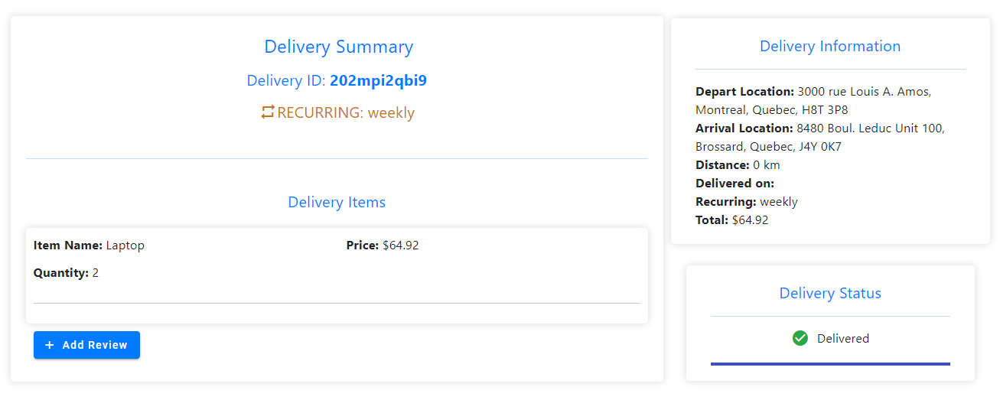 Delivery Summary
Delivery ID: 202mpi2qbi9
RECURRING: weekly
Delivery Items
Item Name: Laptop
Price: $64.92
Quantity: 2
+ Add Review
Delivery Information
Depart Location: 3000 rue Louis A. Amos,
Montreal, Quebec, H8T 3P8
Arrival Location: 8480 Boul. Leduc Unit 100,
Brossard, Quebec, J4Y 0K7
Distance: 0 km
Delivered on:
Recurring: weekly
Total: $64.92
Delivery Status
Delivered